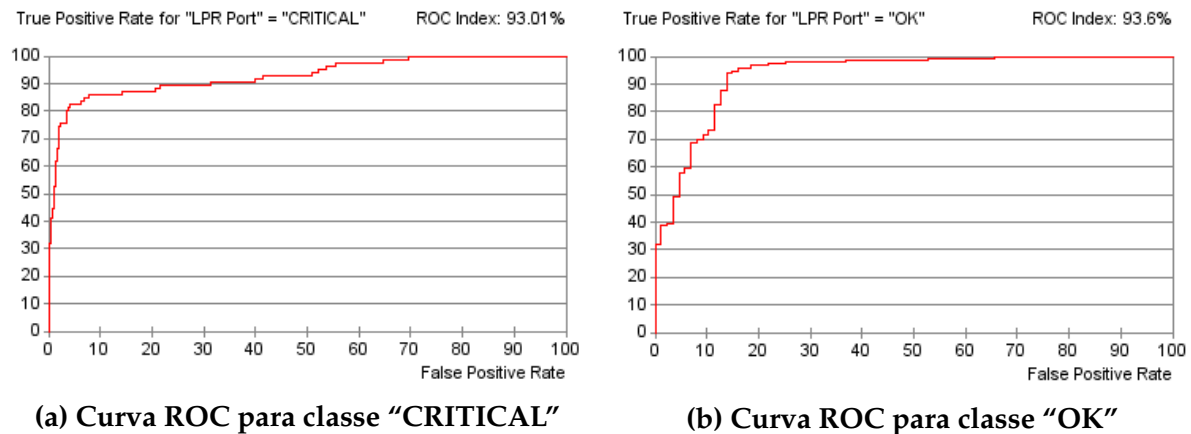 True Positive Rate for "LPR Port" = "CRITICAL" ROC Index: 93.01%
100
90
80
70
60
50
40
30
20
10
0
0 10 20 30 40 50 60 70 80 90 100
False Positive Rate
(a) Curva ROC para classe “CRITICAL”
True Positive Rate for "LPR Port" = "OK" ROC Index: 93.6%
100
90
80
70
60
50
40
30
20
10
0
0 10 20 30 40 50 60 70 80 90 100
False Positive Rate
(b) Curva ROC para classe “OK”